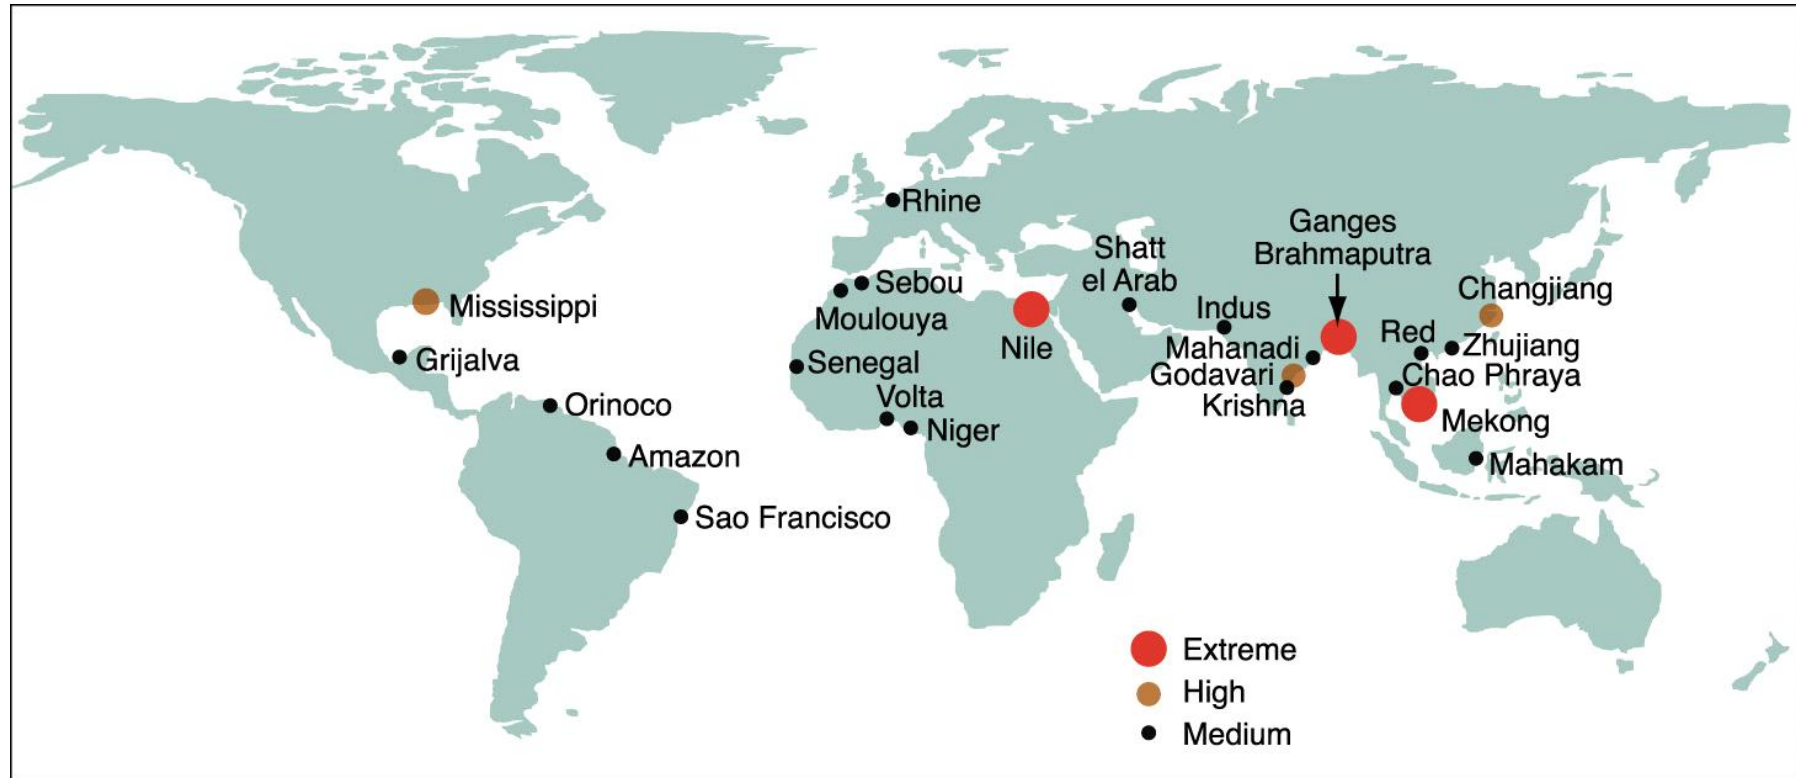 Rhine
Ganges
Brahmaputra
Shatt
el Arab
Sebou
Changjiang
Mississippi
Indus
Moulouya
Red
Nile
Mahanadi
Zhujiang
Grijalva
Senegal
Godavari
Chao Phraya
Volta
Krishna
Orinoco
Niger
Mekong
Amazon
Mahakam
Sao Francisco
Extreme
High
Medium